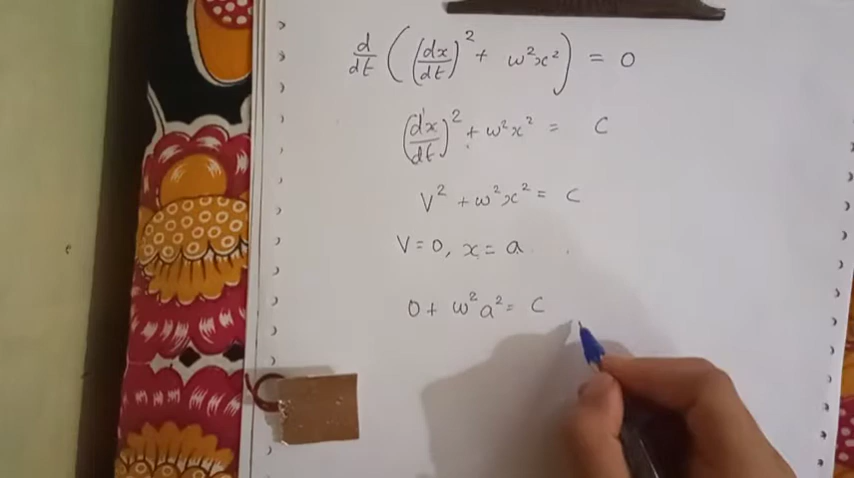 d/dt ((dx/dt)² + ω²x²) = 0
(dx/dt)² + ω²x² = C
V² + ω²x² = C
V = 0, x = a
0 + ω²a² = C